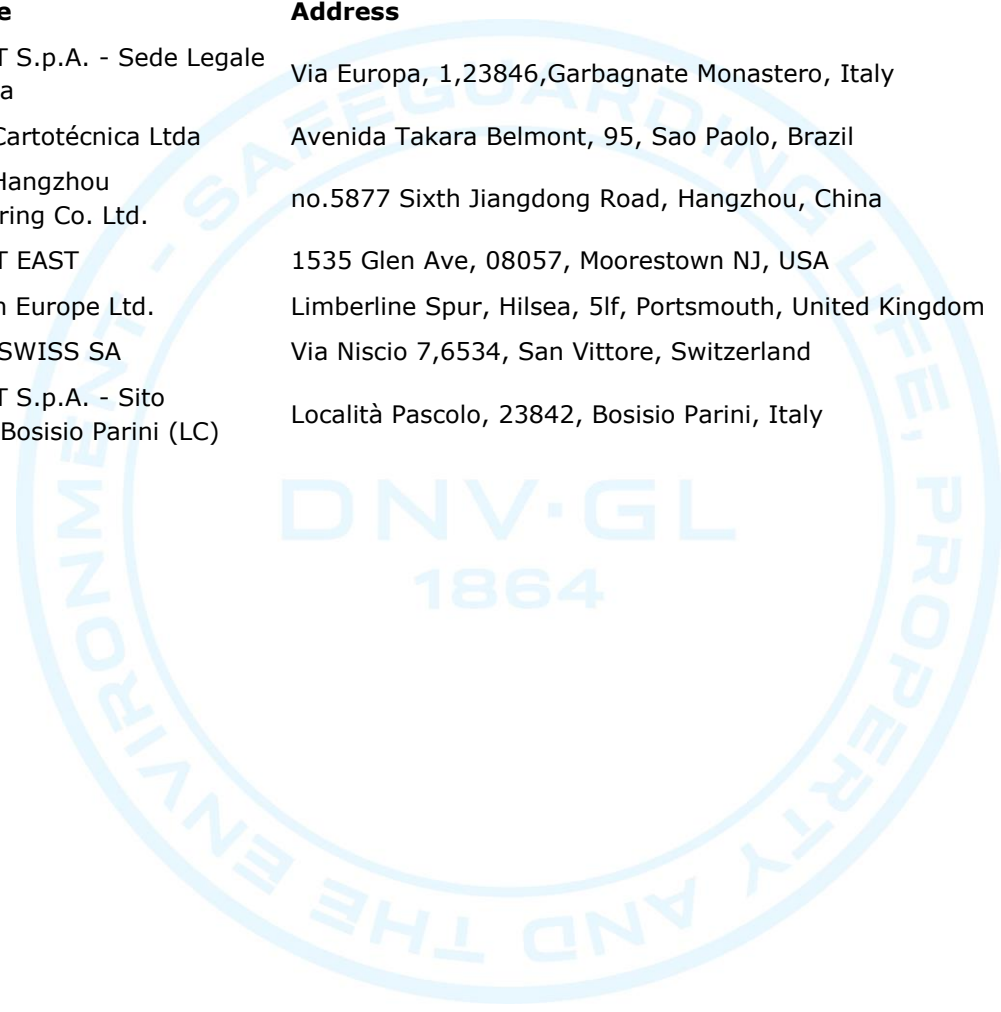 e Address
T S.p.A. - Sede Legale
a
Via Europa, 1,23846,Garbagnate Monastero, Italy
Cartotécnica Ltda Avenida Takara Belmont, 95, Sao Paolo, Brazil
Hangzhou
ring Co. Ltd.
no.5877 Sixth Jiangdong Road, Hangzhou, China
T EAST 1535 Glen Ave, 08057, Moorestown NJ, USA
n Europe Ltd. Limberline Spur, Hilsea, 5lf, Portsmouth, United Kingdom
SWISS SA Via Niscio 7,6534, San Vittore, Switzerland
T S.p.A. - Sito
Bosisio Parini (LC)
Località Pascolo, 23842, Bosisio Parini, Italy
SAFEGUARDING LIFE, PROPERTY AND THE ENVIRONMENT -
DNV·GL
1864